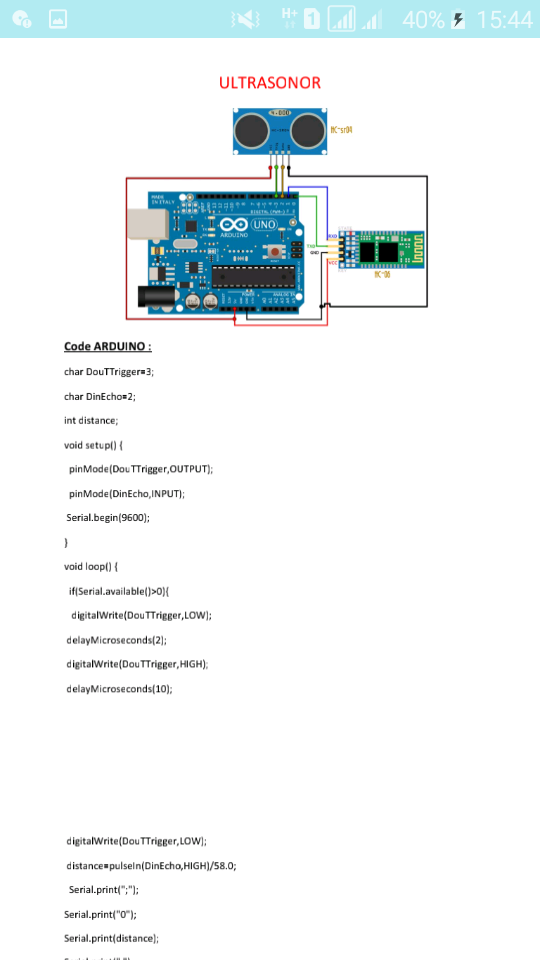 H+
1
40%
15:44
ULTRASONOR
HC-sr04
MADE
IN ITALY
DIGITAL (PWM~)
UNO
ARDUINO
RXD
TXD
GND
VCC
HC-06
ANALOG IN
Code ARDUINO :
char DouTTrigger=3;
char DinEcho=2;
int distance;
void setup() {
pinMode(DouTTrigger,OUTPUT);
pinMode(DinEcho,INPUT);
Serial.begin(9600);
}
void loop() {
if(Serial.available()>0){
digitalWrite(DouTTrigger,LOW);
delayMicroseconds(2);
digitalWrite(DouTTrigger,HIGH);
delayMicroseconds(10);
digitalWrite(DouTTrigger,LOW);
distance=pulseIn(DinEcho,HIGH)/58.0;
Serial.print(";");
Serial.print("0");
Serial.print(distance);